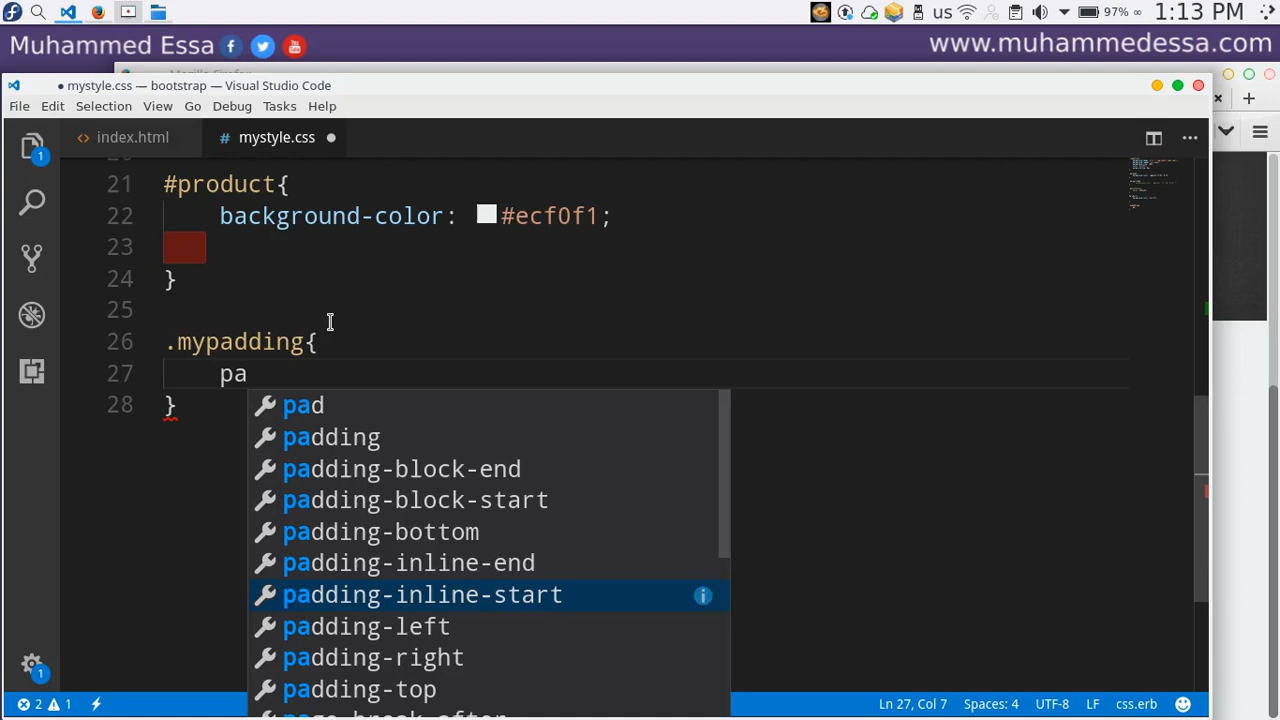 us 97% ∞ 1:13 PM
Muhammed Essa www.muhammedessa.com
● mystyle.css — bootstrap — Visual Studio Code
File Edit Selection View Go Debug Tasks Help
<> index.html # mystyle.css ●
21 #product{
22 background-color: #ecf0f1;
23
24 }
25
26 .mypadding{
27 pa
28 }
pad
padding
padding-block-end
padding-block-start
padding-bottom
padding-inline-end
padding-inline-start
padding-left
padding-right
padding-top
1
1
2 1 Ln 27, Col 7 Spaces: 4 UTF-8 LF css.erb